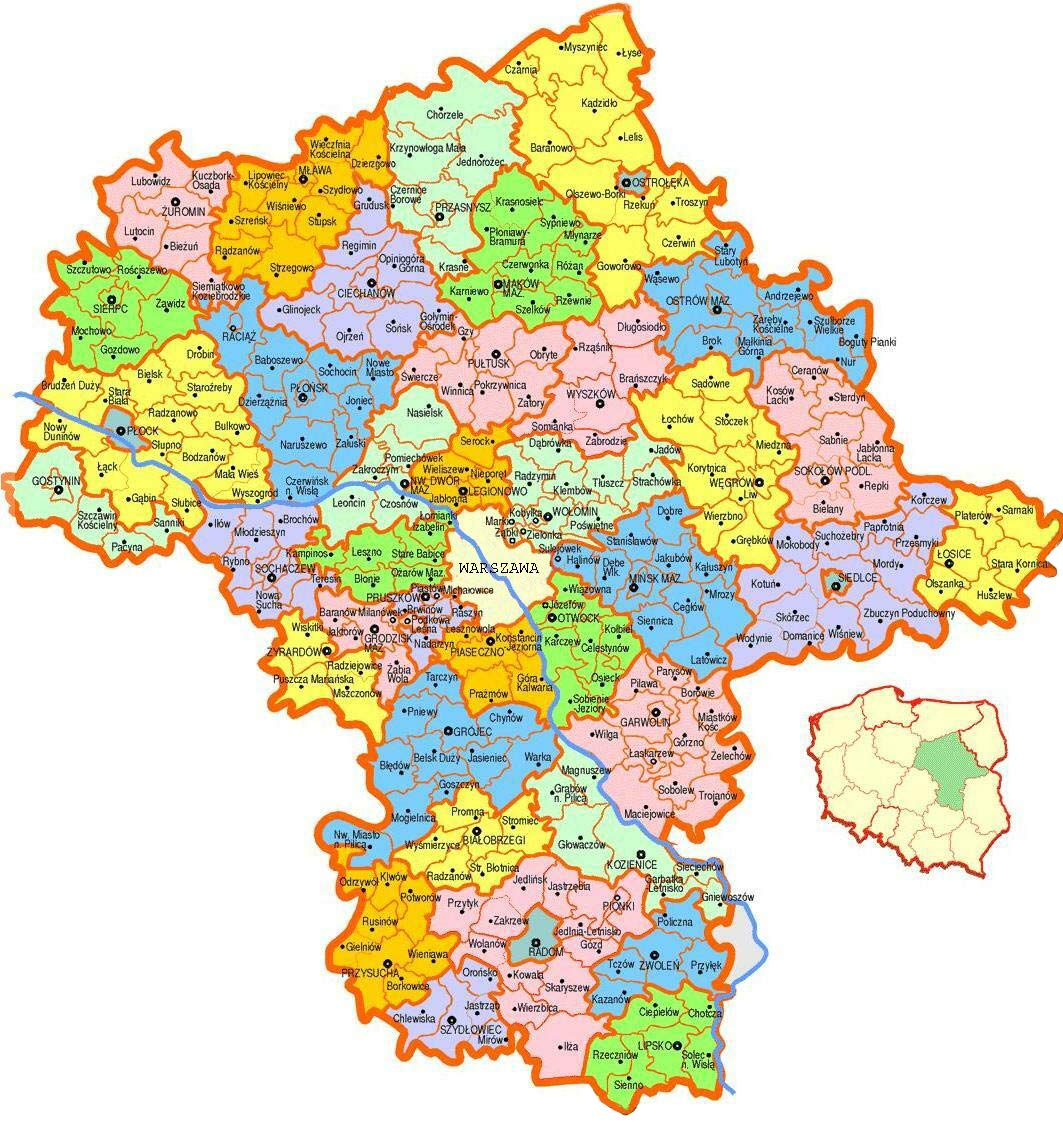 Myszyniec
Łyse
Czarnia
Kadzidło
Chorzele
Lelis
Baranowo
Więcfnia
Kościelna
Dzierzgowo
Krzynowłoga Mała
Jednorożec
MŁAWA
Lipowiec
Kościelny
Szydłowo
Wiśniewo
Szreńsk
Stupsk
Radzanów
Strzegowo
Lubowidz
Kuczbork-
Osada
ŻUROMIN
Lutocin
Bieżuń
Siemiatkowo
Koziebrodzkie
Czernice
Borowe
PRZASNYSZ
Krasne
Grudusk
Regimin
Opiniogóra
Górna
CIECHANÓW
Glinojeck
Ojrzeń
Sońsk
Gołymin-
Ośrodek
Krasnosielc
Sypniewo
Płoniawy-
Bramura
Młynarze
Czerwonka
Różan
Karniewo
MAKÓW
MAZ.
Rzewnie
Szelków
OSTROŁĘKA
Olszewo-Borki
Rzekuń
Troszyn
Czerwin
Goworowo
Stary
Lubotyń
Wąsewo
OSTRÓW MAZ.
Andrzejewo
Zaręby
Kościelne
Szulborze
Wielkie
Brok
Małkinia
Górna
Boguty Pianki
Nur
Szczutowo
Rościszewo
SIERPC
Zawidz
Mochowo
Gozdowo
RACIĄŻ
Baboszewo
Sochocin
Nowe
Miasto
PŁOŃSK
Dzierżążnia
Joniec
Naruszewo
Załuski
Czerwińsk
n. Wisłą
Gzy
PUŁTUSK
Obryte
Świercze
Winnica
Pokrzywnica
Zatory
Długosiodło
Rząśnik
Brańszczyk
WYSZKÓW
Somianka
Zabrodzie
Drobin
Brudzeń Duży
Bielsk
Stara
Biała
Staroźreby
Radzanowo
PŁOCK
Bulkowo
Nowy
Duninów
Słupno
Bodzanów
Mała Wieś
Łąck
Gąbin
Słubice
Wyszogród
GOSTYNIN
Szczawin
Kościelny
Sanniki
Pacyna
Nasielsk
Pomiechówek
Zakroczym
NW. DWÓR
MAZ.
Leoncin
Czosnów
Serock
Wieliszew
Nieporęt
LEGIONOWO
Jabłonna
Dąbrówka
Jadów
Radzymin
Tłuszcz
Strachówka
Klembów
Kobyłka
WOŁOMIN
Marki
Poświętne
Ząbki
Zielonka
Sadowne
Łochów
Stoczek
Miedzna
Korytnica
WĘGRÓW
Liw
Wierzbno
Grębków
Ceranów
Kosów
Lacki
Sterdyń
Sabnie
Jabłonna
Lacka
SOKOŁÓW PODL.
Repki
Bielany
Korczew
Paprotnia
Platerów
Sarnaki
ŁOSICE
Stara Kornica
Olszanka
Huszlew
Suchożebry
Przesmyki
Mokobody
Mordy
Kotuń
SIEDLCE
Skórzec
Zbuczyn Poduchowny
Wodynie
Domanice
Wiśniew
Iłów
Brochów
Młodzieszyn
Rybno
SOCHACZEW
Teresin
Nowa
Sucha
Łomianki
Izabelin
Kampinos
Leszno
Stare Babice
Błonie
Ożarów Maz.
WARSZAWA
Piastów
Michałowice
PRUSZKÓW
Brwinów
Raszyn
Podkowa
Leśna
Nadarzyn
Baranów
Milanówek
Jaktorów
GRODZISK
MAZ.
Żabia
Wola
Wiskitki
ŻYRARDÓW
Radziejowice
Puszcza Mariańska
Mszczonów
Lesznowola
Konstancin
Jeziorna
PIASECZNO
Tarczyn
Prażmów
Góra
Kalwaria
Sulejówek
Halinów
Dębe
Wlk.
Stanisławów
Dobre
Jakubów
Kałuszyn
MIŃSK MAZ.
Mrozy
Cegłów
Siennica
Latowicz
Wiązowna
Józefów
OTWOCK
Karczew
Kołbiel
Celestynów
Osieck
Sobienie
Jeziory
Parysów
Pilawa
Borowie
GARWOLIN
Miastków
Kośc.
Wilga
Górzno
Łaskarzew
Żelechów
Sobolew
Trojanów
Maciejowice
Pniewy
Chynów
GRÓJEC
Belsk Duży
Jasieniec
Warka
Błędów
Goszczyn
Mogielnica
Nw. Miasto
n. Pilicą
Promna
Stromiec
BIAŁOBRZEGI
Wyśmierzyce
Radzanów
Str. Błotnica
Magnuszew
Grabów
n. Pilicą
Głowaczów
KOZIENICE
Sieciechów
Garbatka
-Letnisko
Gniewoszów
Odrzywół
Klwów
Potworów
Rusinów
Gielniów
Wieniawa
PRZYSUCHA
Borkowice
Jedlińsk
Jastrzębia
PIONKI
Przytyk
Zakrzew
Jedlnia-Letnisko
RADOM
Gózd
Wolanów
Kowala
Skaryszew
Wierzbica
Iłża
Orońsko
Chlewiska
Jastrząb
SZYDŁOWIEC
Mirów
Policzna
Tczów
ZWOLEŃ
Przyłęk
Kazanów
Ciepielów
Chotcza
LIPSKO
Solec
n. Wisłą
Rzeczniów
Sienno